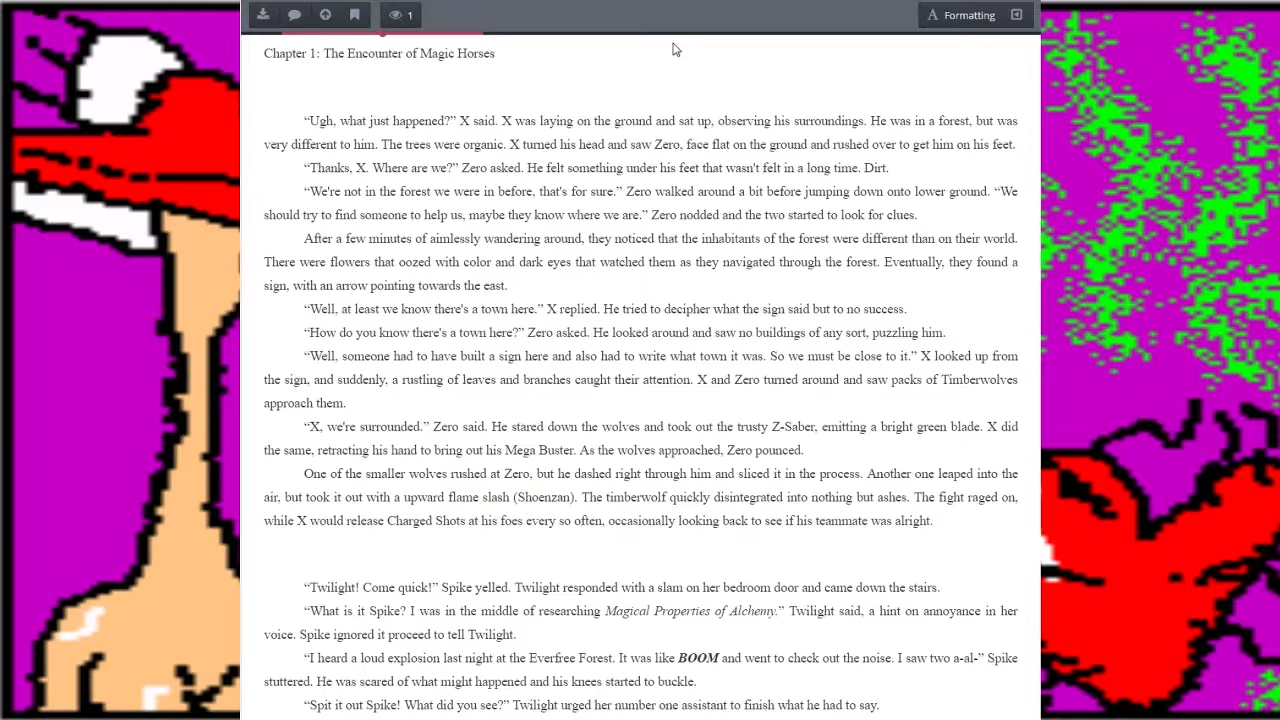 1
Formatting
Chapter 1: The Encounter of Magic Horses
“Ugh, what just happened?” X said. X was laying on the ground and sat up, observing his surroundings. He was in a forest, but was
very different to him. The trees were organic. X turned his head and saw Zero, face flat on the ground and rushed over to get him on his feet.
“Thanks, X. Where are we?” Zero asked. He felt something under his feet that wasn't felt in a long time. Dirt.
“We're not in the forest we were in before, that's for sure.” Zero walked around a bit before jumping down onto lower ground. “We
should try to find someone to help us, maybe they know where we are.” Zero nodded and the two started to look for clues.
After a few minutes of aimlessly wandering around, they noticed that the inhabitants of the forest were different than on their world.
There were flowers that oozed with color and dark eyes that watched them as they navigated through the forest. Eventually, they found a
sign, with an arrow pointing towards the east.
“Well, at least we know there's a town here.” X replied. He tried to decipher what the sign said but to no success.
“How do you know there's a town here?” Zero asked. He looked around and saw no buildings of any sort, puzzling him.
“Well, someone had to have built a sign here and also had to write what town it was. So we must be close to it.” X looked up from
the sign, and suddenly, a rustling of leaves and branches caught their attention. X and Zero turned around and saw packs of Timberwolves
approach them.
“X, we're surrounded.” Zero said. He stared down the wolves and took out the trusty Z-Saber, emitting a bright green blade. X did
the same, retracting his hand to bring out his Mega Buster. As the wolves approached, Zero pounced.
One of the smaller wolves rushed at Zero, but he dashed right through him and sliced it in the process. Another one leaped into the
air, but took it out with a upward flame slash (Shoenzan). The timberwolf quickly disintegrated into nothing but ashes. The fight raged on,
while X would release Charged Shots at his foes every so often, occasionally looking back to see if his teammate was alright.
“Twilight! Come quick!” Spike yelled. Twilight responded with a slam on her bedroom door and came down the stairs.
“What is it Spike? I was in the middle of researching Magical Properties of Alchemy.” Twilight said, a hint on annoyance in her
voice. Spike ignored it proceed to tell Twilight.
“I heard a loud explosion last night at the Everfree Forest. It was like BOOM and went to check out the noise. I saw two a-al-” Spike
stuttered. He was scared of what might happened and his knees started to buckle.
“Spit it out Spike! What did you see?” Twilight urged her number one assistant to finish what he had to say.